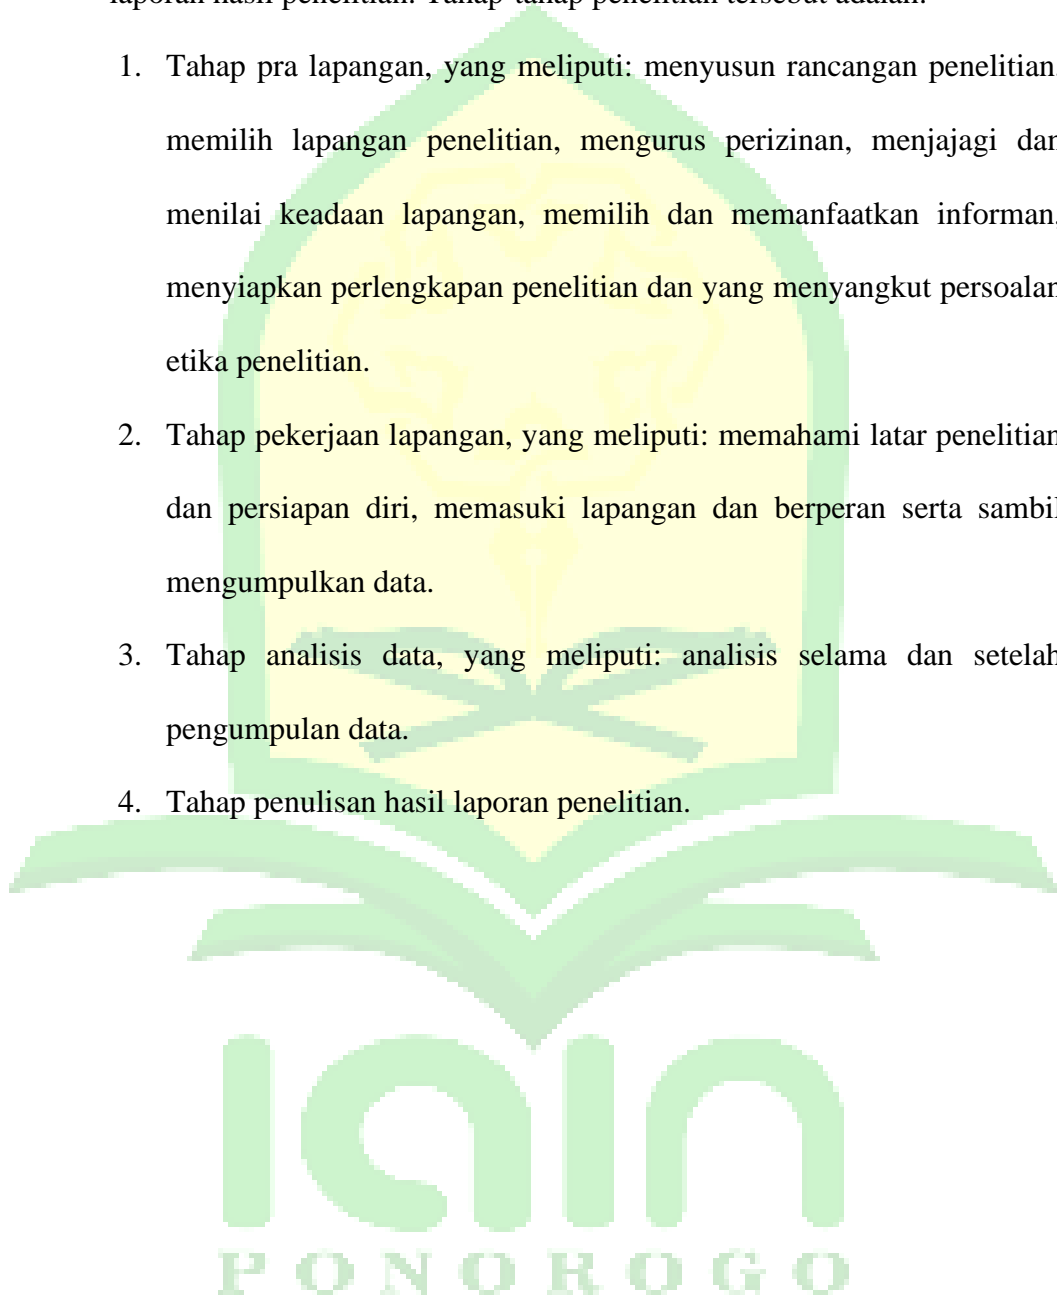 laporan hasil penelitian. Tahap-tahap penelitian tersebut adalah:
1. Tahap pra lapangan, yang meliputi: menyusun rancangan penelitian,
memilih lapangan penelitian, mengurus perizinan, menjajagi dan
menilai keadaan lapangan, memilih dan memanfaatkan informan,
menyiapkan perlengkapan penelitian dan yang menyangkut persoalan
etika penelitian.
2. Tahap pekerjaan lapangan, yang meliputi: memahami latar penelitian
dan persiapan diri, memasuki lapangan dan berperan serta sambil
mengumpulkan data.
3. Tahap analisis data, yang meliputi: analisis selama dan setelah
pengumpulan data.
4. Tahap penulisan hasil laporan penelitian.
iain
PONOROGO